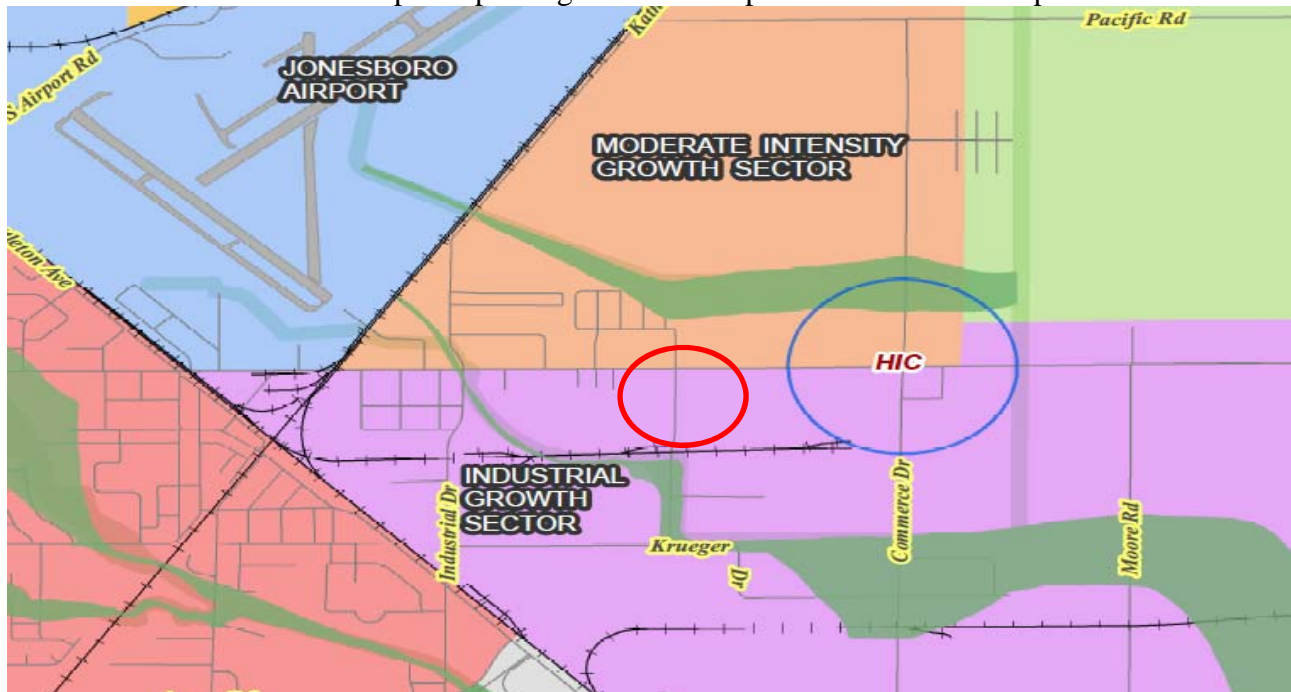 Pacific Rd
S Airport Rd
JONESBORO
AIRPORT
MODERATE INTENSITY
GROWTH SECTOR
HIC
INDUSTRIAL
GROWTH
SECTOR
Industrial Dr
Krueger
Dr
Commerce Dr
Moore Rd